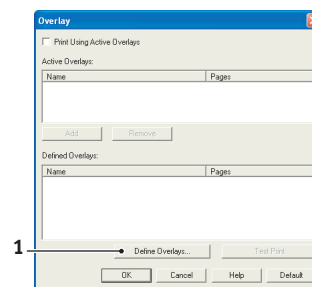 Overlay
Print Using Active Overlays
Active Overlays:
Name Pages
Add Remove
Defined Overlays:
Name Pages
1
Define Overlays... Test Print
OK Cancel Help Default